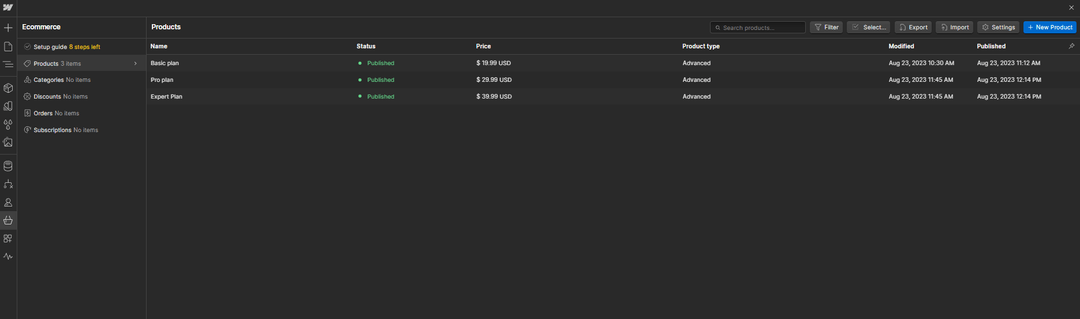 Ecommerce
Products
Search products...
Filter
Select...
Export
Import
Settings
+ New Product
Setup guide 6 steps left
Products 3 items
Categories No items
Discounts No items
Orders No items
Subscriptions No items
Name Status Price Product type Modified Published
Basic plan Published $ 19.99 USD Advanced Aug 23, 2023 10:30 AM Aug 23, 2023 11:12 AM
Pro plan Published $ 29.99 USD Advanced Aug 23, 2023 11:45 AM Aug 23, 2023 12:14 PM
Expert Plan Published $ 39.99 USD Advanced Aug 23, 2023 11:45 AM Aug 23, 2023 12:14 PM